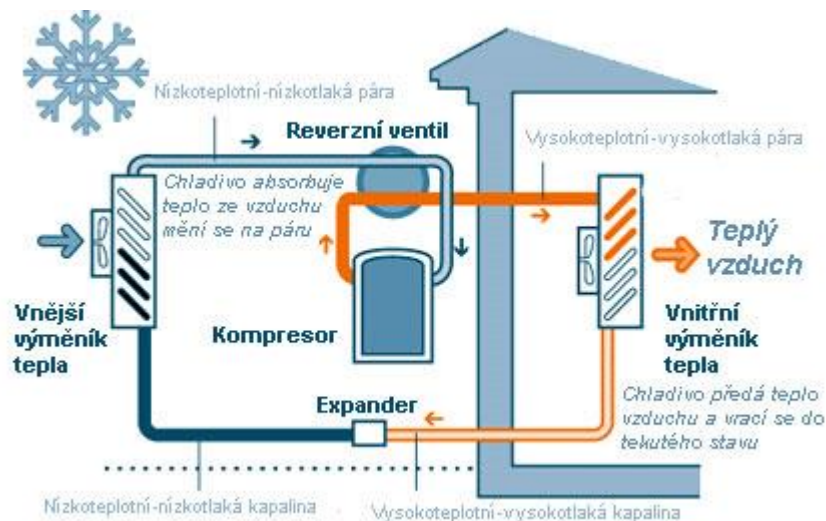 Nízkoteplotní-nízkotlaká pára
Reverzní ventil
Vysokoteplotní-vysokotlaká pára
Chladivo absorbuje
teplo ze vzduchu
mění se na páru
Teplý
vzduch
Vnější
výměník
tepla
Kompresor
Vnitřní
výměník
tepla
Expander
Chladivo předá teplo
vzduchu a vrací se do
tekutého stavu
Nízkoteplotní-nízkotlaká kapalina
Vysokoteplotní-vysokotlaká kapalina